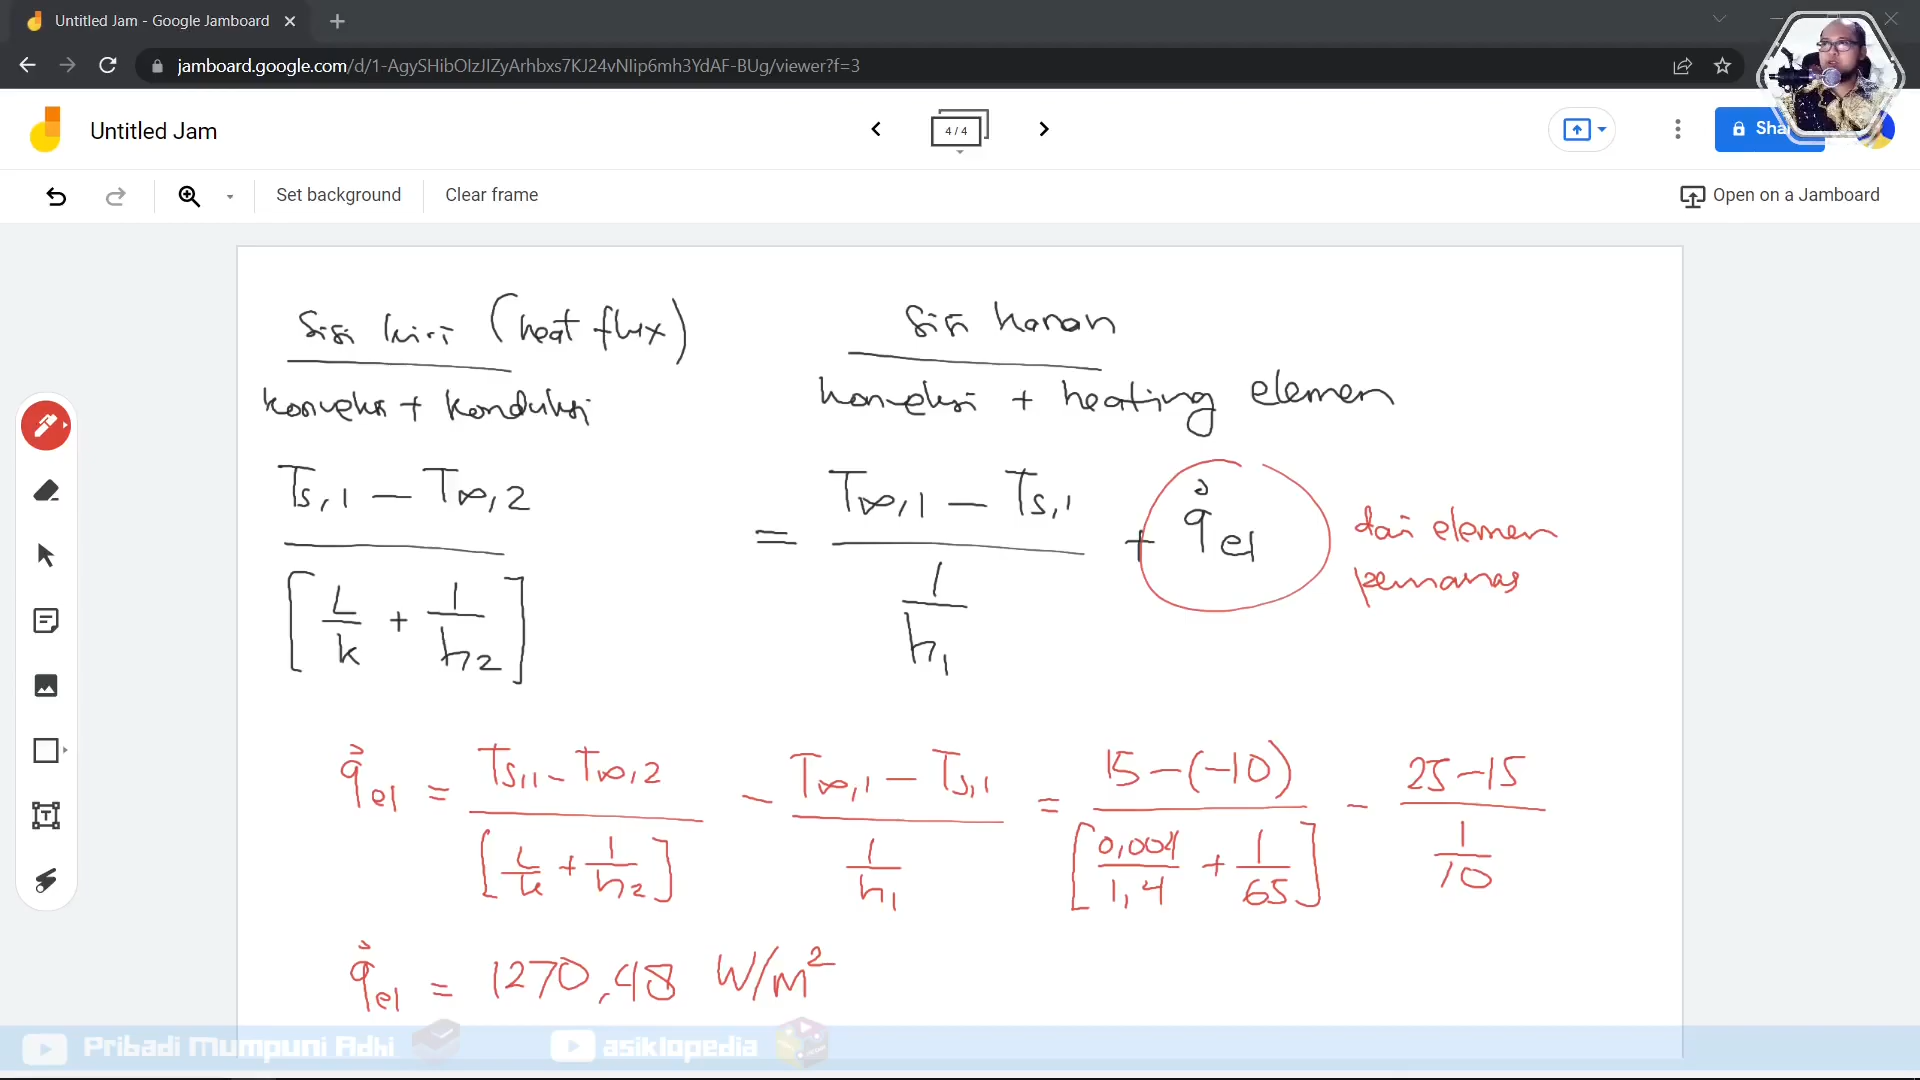 Untitled Jam - Google Jamboard
jamboard.google.com/d/1-AgySHibOlzJIZyArhbxs7KJ24vNlip6mh3YdAF-BUg/viewer?f=3
Untitled Jam
4 / 4
Sha
Set background
Clear frame
Open on a Jamboard
Sisi kiri (heat flux)
konveksi + konduksi
Ts,1 - T∞,2 / [L/k + 1/h2]
Sisi kanan
konveksi + heating elemen
= T∞,1 - Ts,1 / 1/h1 + q̊el
dari elemen
pemanas
q̊el = Ts,1 - T∞,2 / [L/k + 1/h2] - T∞,1 - Ts,1 / 1/h1 = 15-(-10) / [0,004/1,4 + 1/65] - 25-15 / 1/10
q̊el = 1270,48 W/m²
Pribadi Mumpuni Adhi
asiklopedia